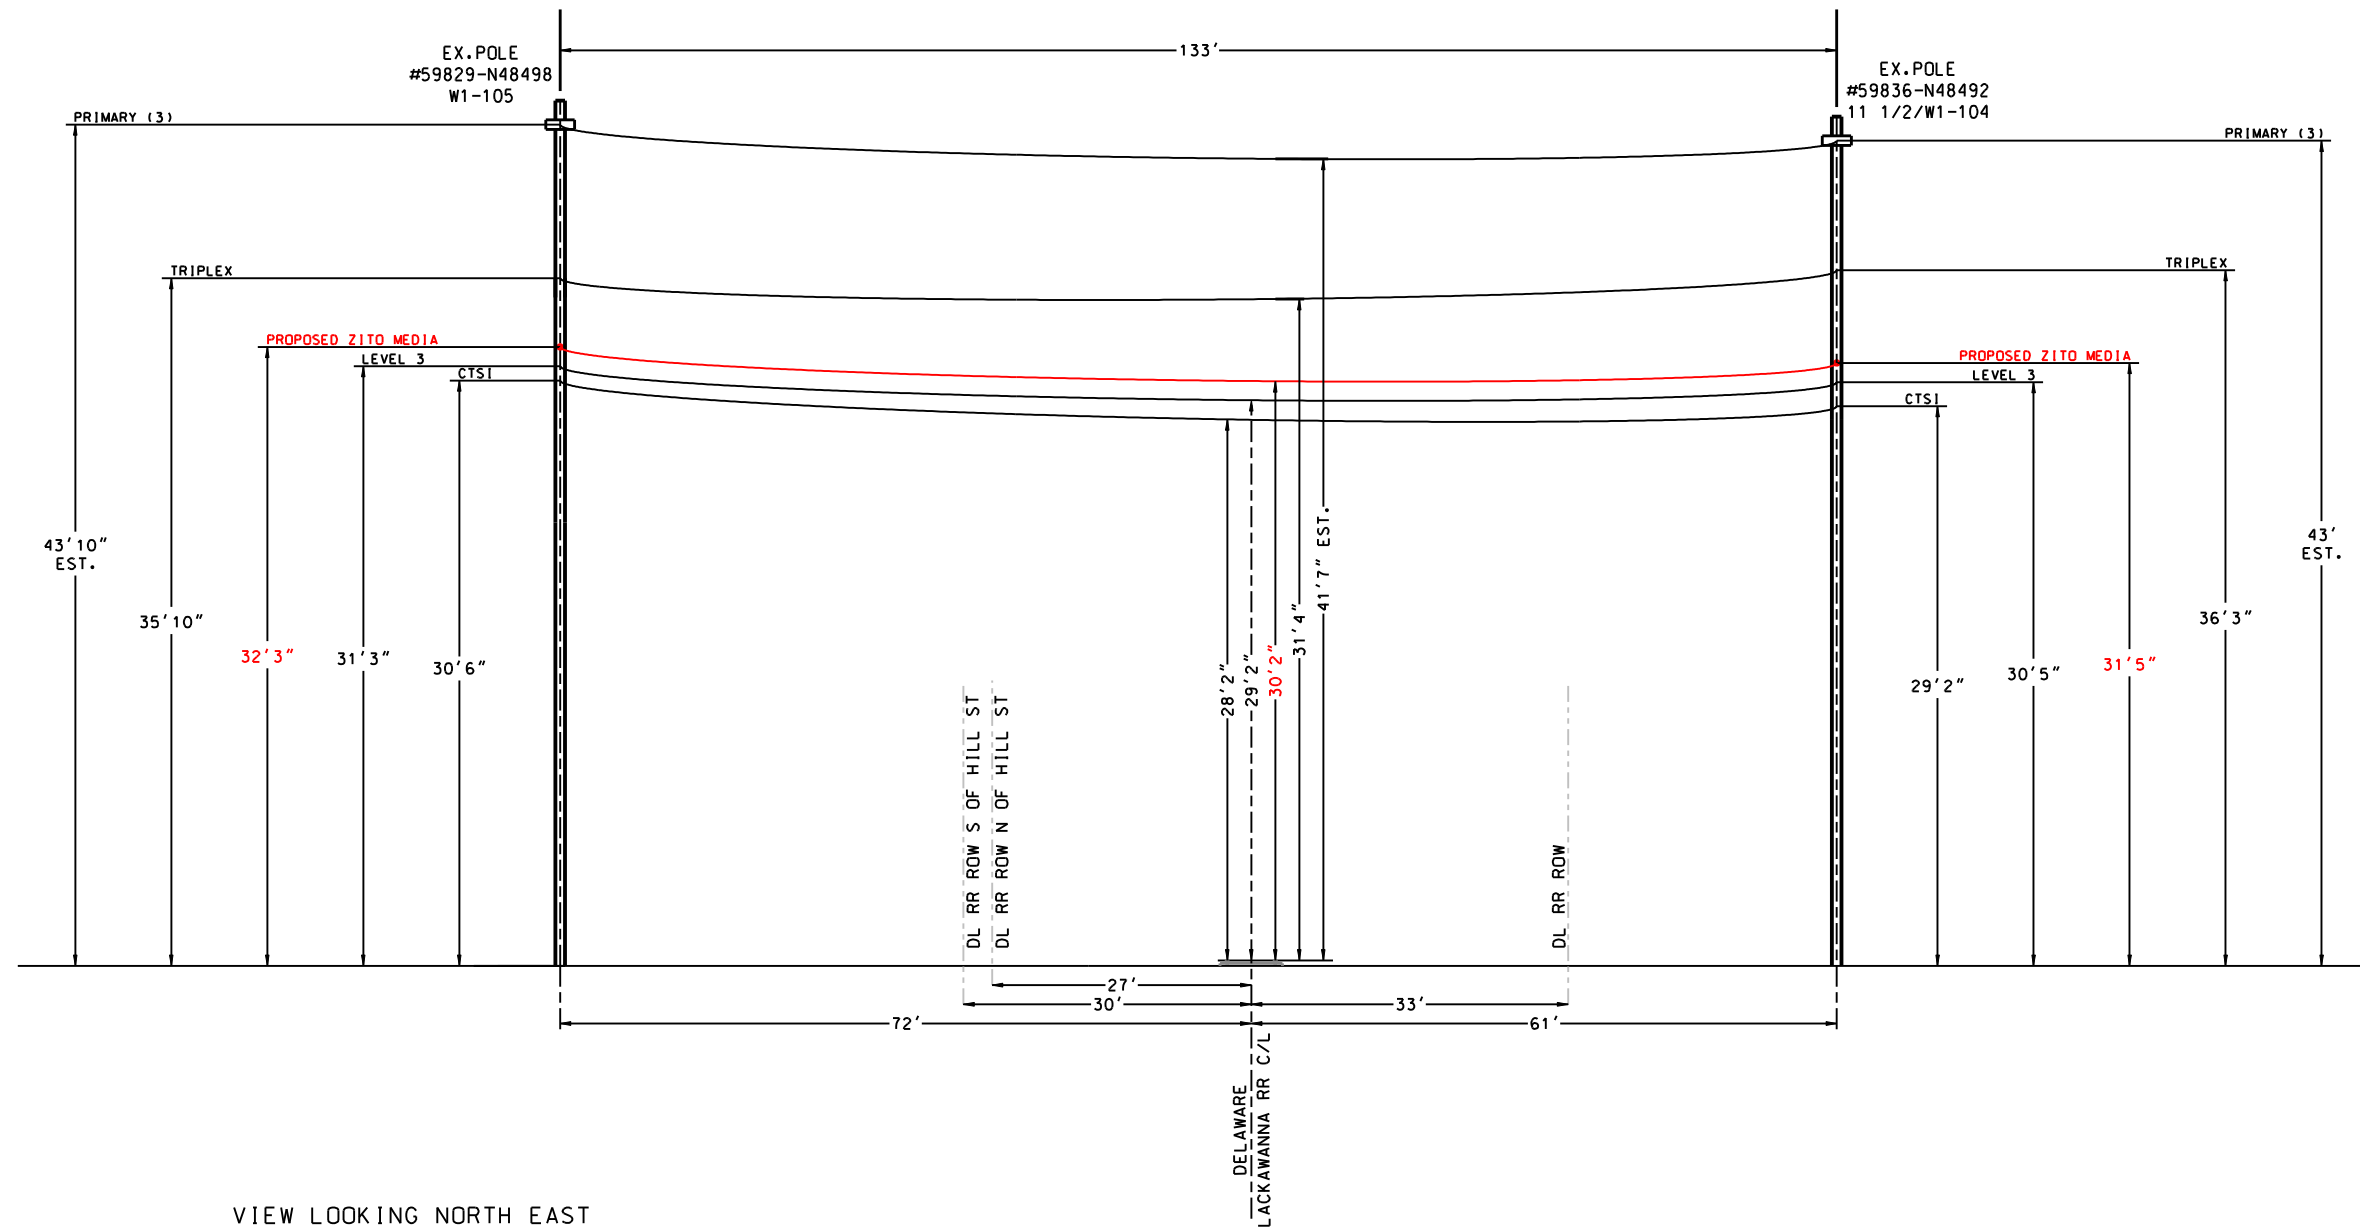 133'
EX.POLE
#59829-N48498
W1-105
EX.POLE
#59836-N48492
11 1/2/W1-104
PRIMARY (3)
PRIMARY (3)
TRIPLEX
TRIPLEX
PROPOSED ZITO MEDIA
LEVEL 3
CTSI
PROPOSED ZITO MEDIA
LEVEL 3
CTSI
43'10"
EST.
35'10"
32'3"
31'3"
30'6"
28'2"
29'2"
30'2"
31'4"
41'7" EST.
29'2"
30'5"
31'5"
36'3"
43'
EST.
DL RR ROW S OF HILL ST
DL RR ROW N OF HILL ST
DL RR ROW
27'
30'
33'
72'
61'
DELAWARE
LACKAWANNA RR C/L
VIEW LOOKING NORTH EAST